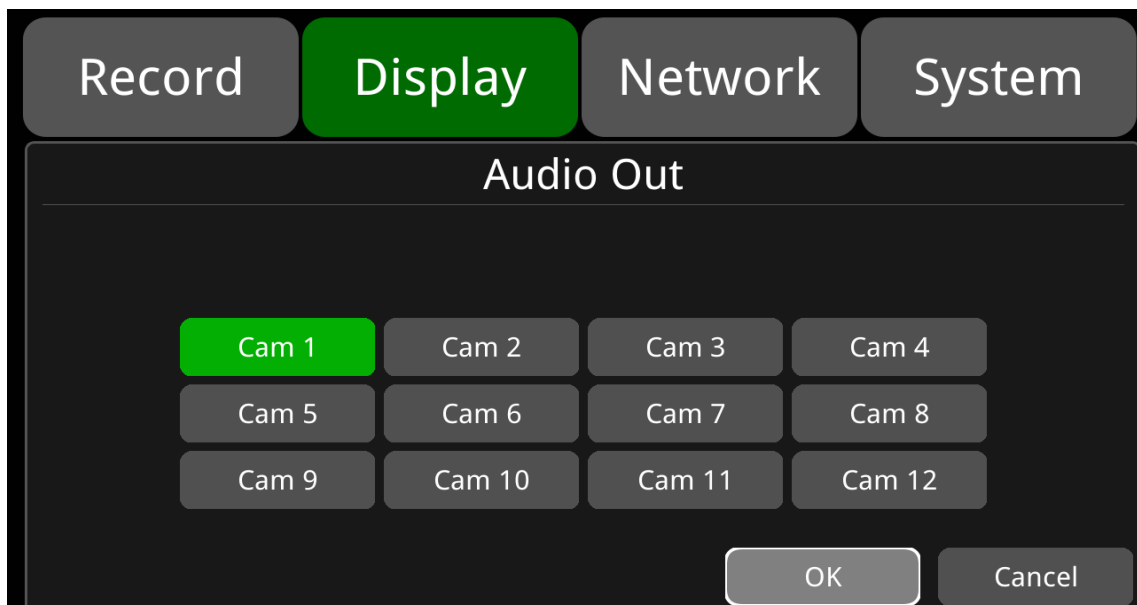 Record Display Network System
Audio Out
Cam 1 Cam 2 Cam 3 Cam 4
Cam 5 Cam 6 Cam 7 Cam 8
Cam 9 Cam 10 Cam 11 Cam 12
OK Cancel